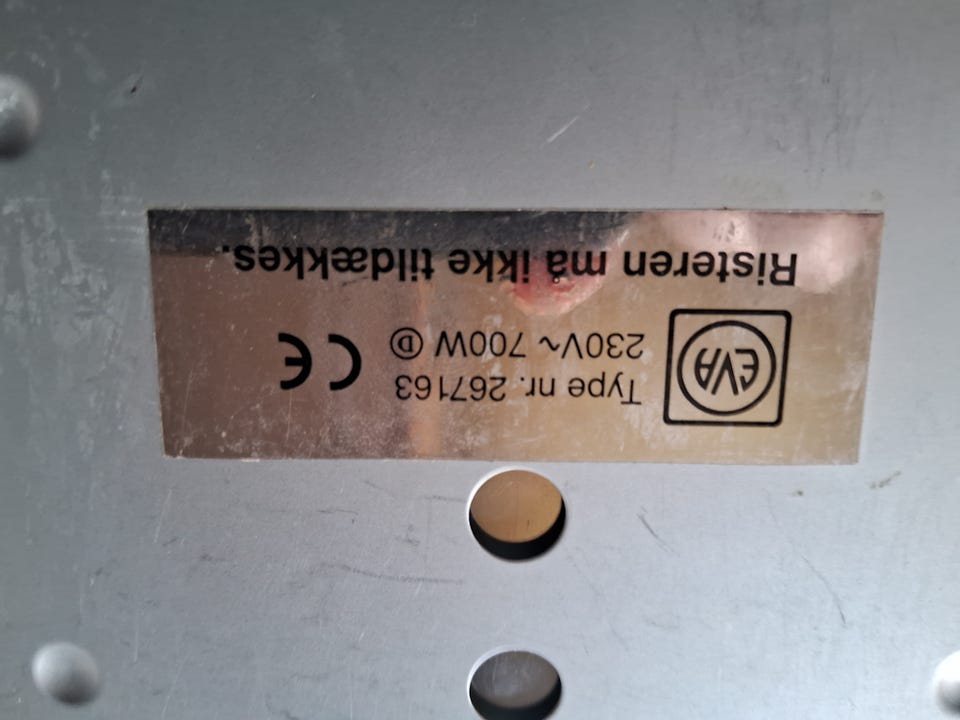 EVA
Type nr. 267163
230V~ 700W Ⓓ
CE
Risteren må ikke tildækkes.